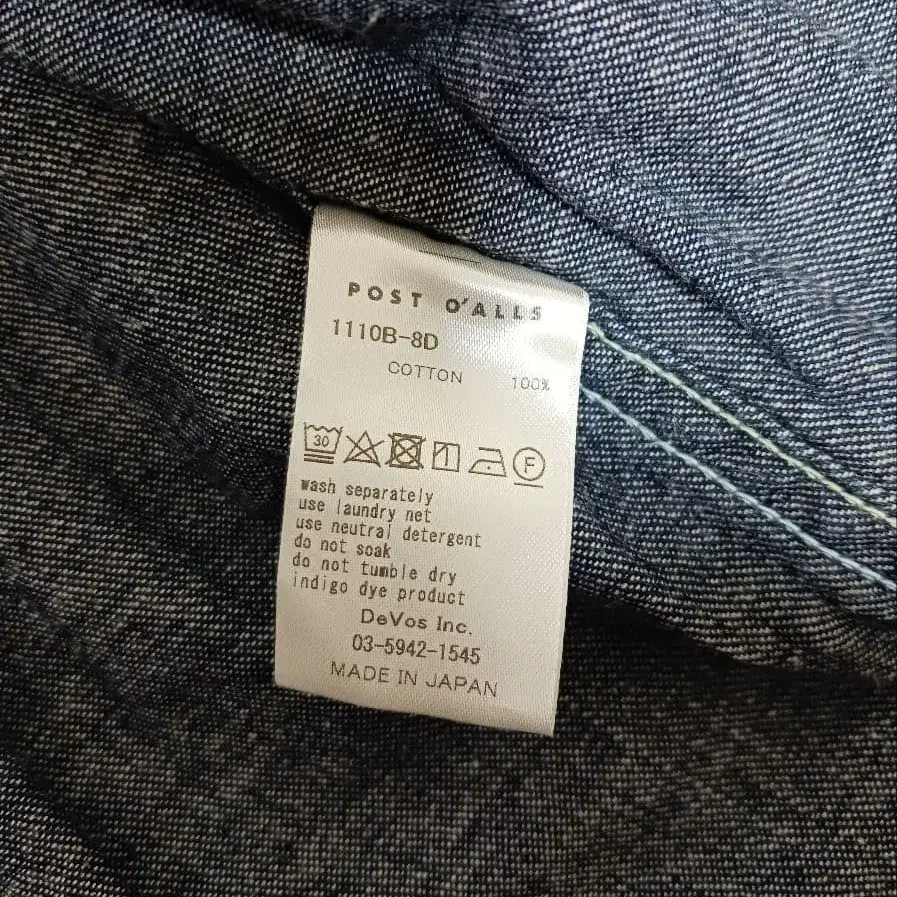 POST O'ALLS
1110B-8D
COTTON 100%
30 F
wash separately
use laundry net
use neutral detergent
do not soak
do not tumble dry
indigo dye product
DeVos Inc.
03-5942-1545
MADE IN JAPAN